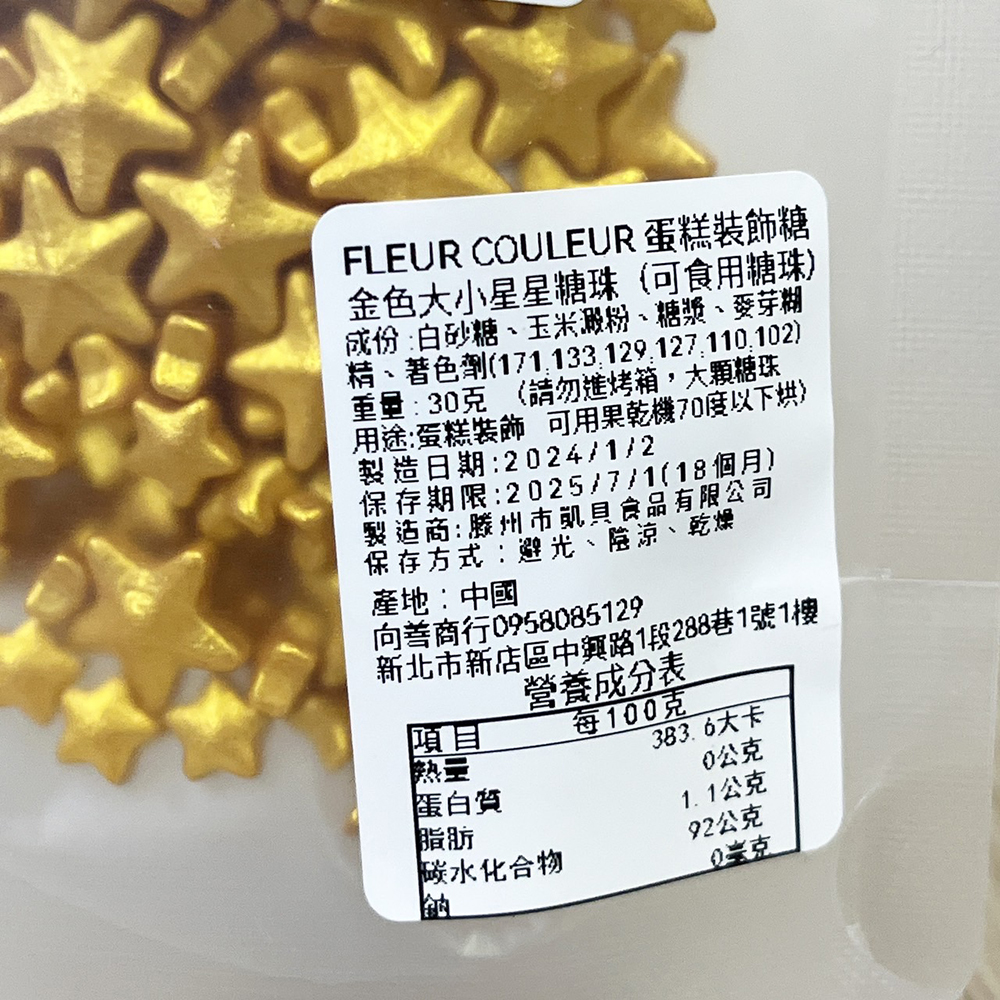 FLEUR COULEUR 蛋糕裝飾糖
金色大小星星糖珠 (可食用糖珠)
成份:白砂糖、玉米澱粉、糖漿、麥芽糊
精、著色劑(171,133,129,127,110,102)
重量:30克 (請勿進烤箱,大顆糖珠
用途:蛋糕裝飾 可用果乾機70度以下烘)
製造日期:2024/1/2
保存期限:2025/7/1(18個月)
製造商:滕州市凱貝食品有限公司
保存方式:避光、陰涼、乾燥
產地:中國
向善商行0958085129
新北市新店區中興路1段288巷1號1樓
營養成分表
項目 每100克
熱量 383.6大卡
蛋白質 0公克
脂肪 1.1公克
碳水化合物 92公克
鈉 0毫克